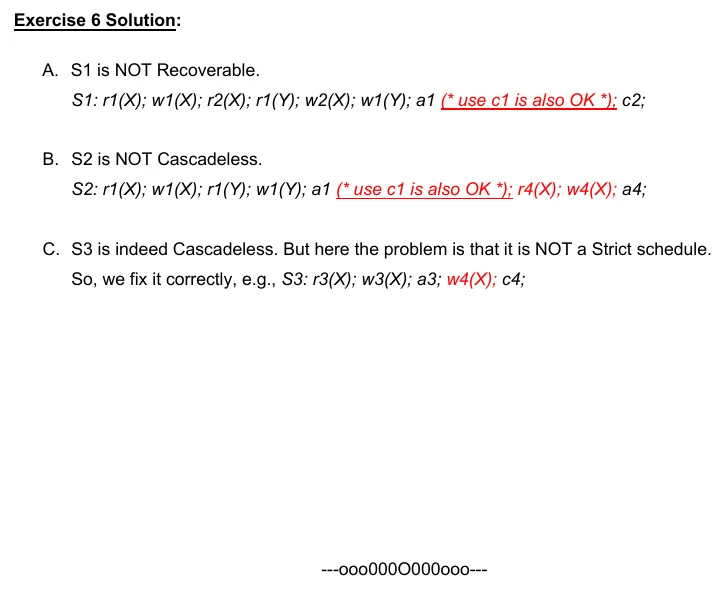 Exercise 6 Solution:
A. S1 is NOT Recoverable.
S1: r1(X); w1(X); r2(X); r1(Y); w2(X); w1(Y); a1 (* use c1 is also OK *); c2;
B. S2 is NOT Cascadeless.
S2: r1(X); w1(X); r1(Y); w1(Y); a1 (* use c1 is also OK *); r4(X); w4(X); a4;
C. S3 is indeed Cascadeless. But here the problem is that it is NOT a Strict schedule.
So, we fix it correctly, e.g., S3: r3(X); w3(X); a3; w4(X); c4;
---ooo000O000ooo---